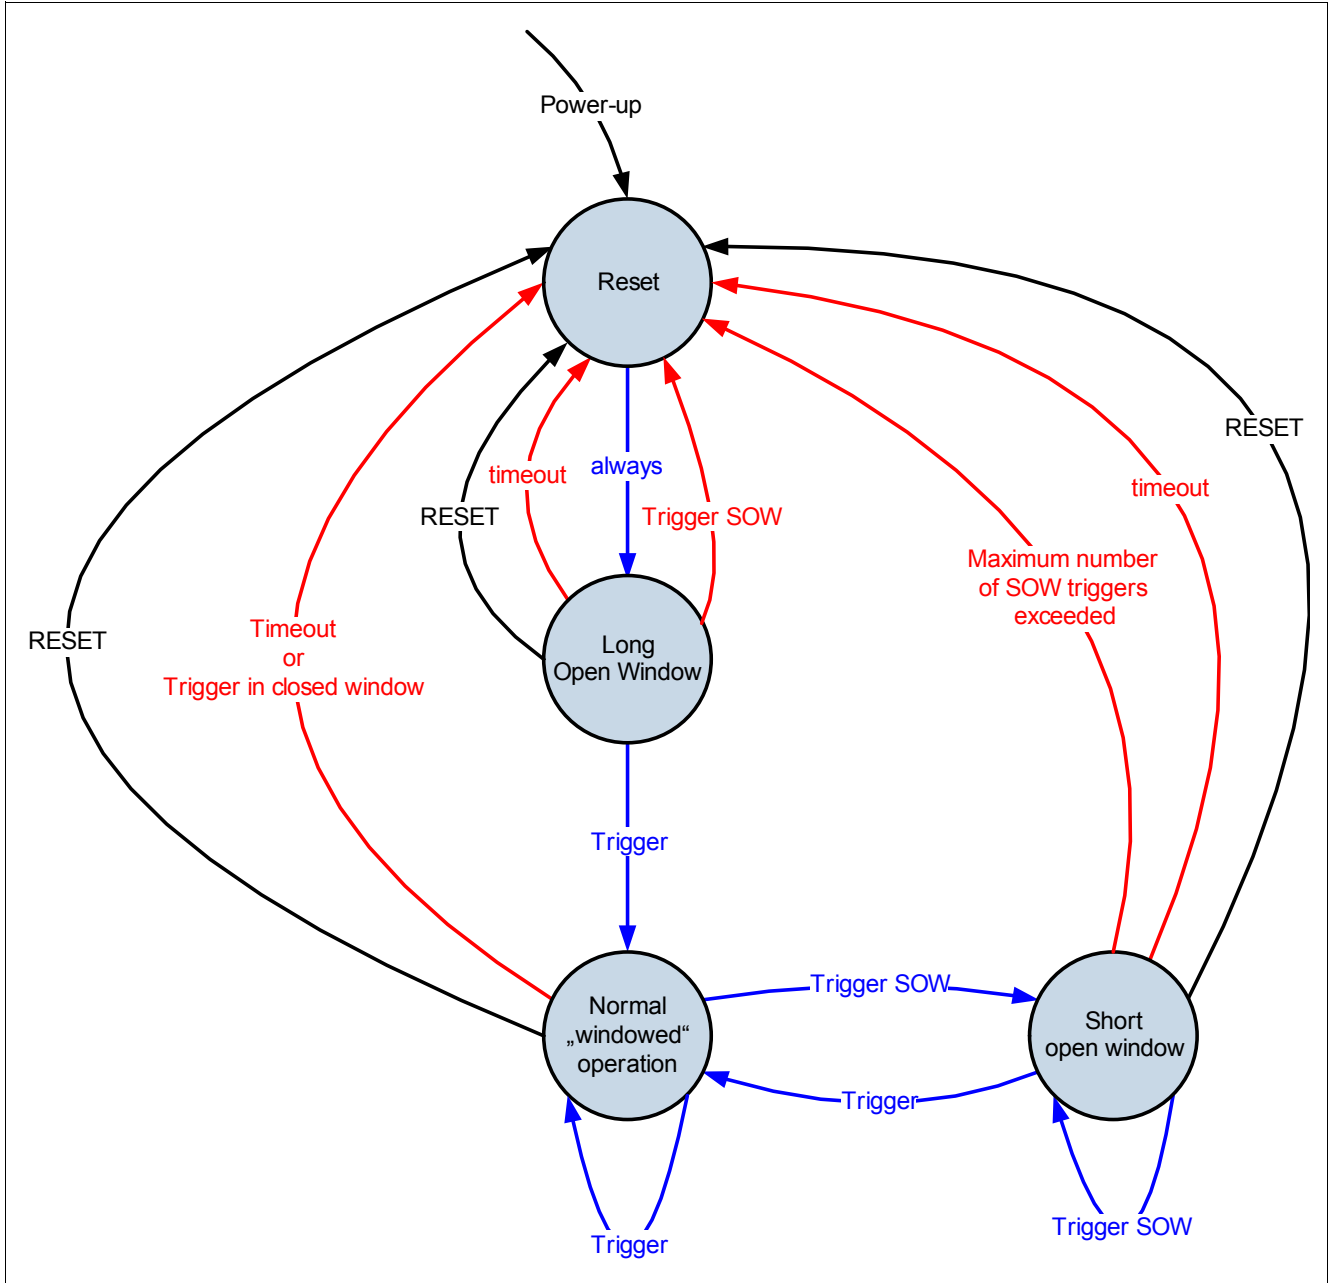 Power-up
Reset
RESET
timeout
always
timeout
RESET
Trigger SOW
Maximum number
of SOW triggers
exceeded
Timeout
or
Trigger in closed window
RESET
Long
Open Window
Trigger
Trigger SOW
Normal
„windowed“
operation
Short
open window
Trigger
Trigger SOW
Trigger